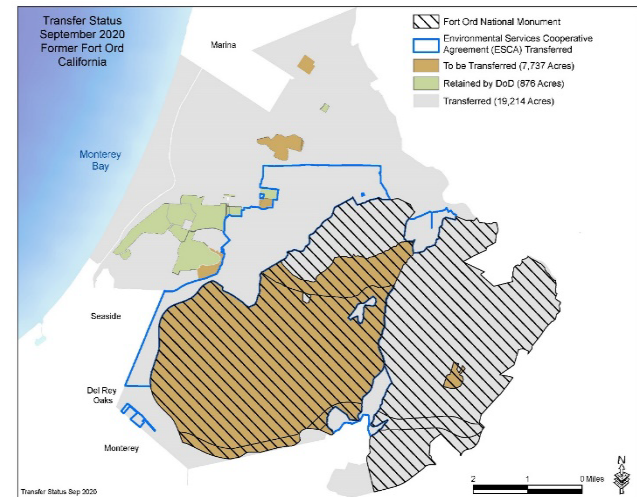 Transfer Status
September 2020
Former Fort Ord
California
Marina
Fort Ord National Monument
Environmental Services Cooperative
Agreement (ESCA) Transferred
To be Transferred (7,737 Acres)
Retained by DoD (876 Acres)
Transferred (19,214 Acres)
Monterey
Bay
Seaside
Del Rey
Oaks
Monterey
N
2 1 0 Miles
Transfer Status Sep 2020